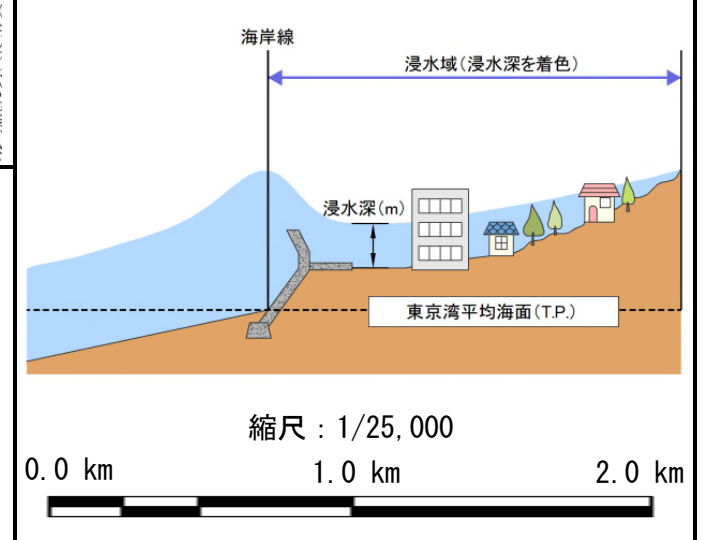 海岸線
浸水域（浸水深を着色）
浸水深（m）
東京湾平均海面（T.P.）
縮尺：1/25,000
0.0 km 1.0 km 2.0 km